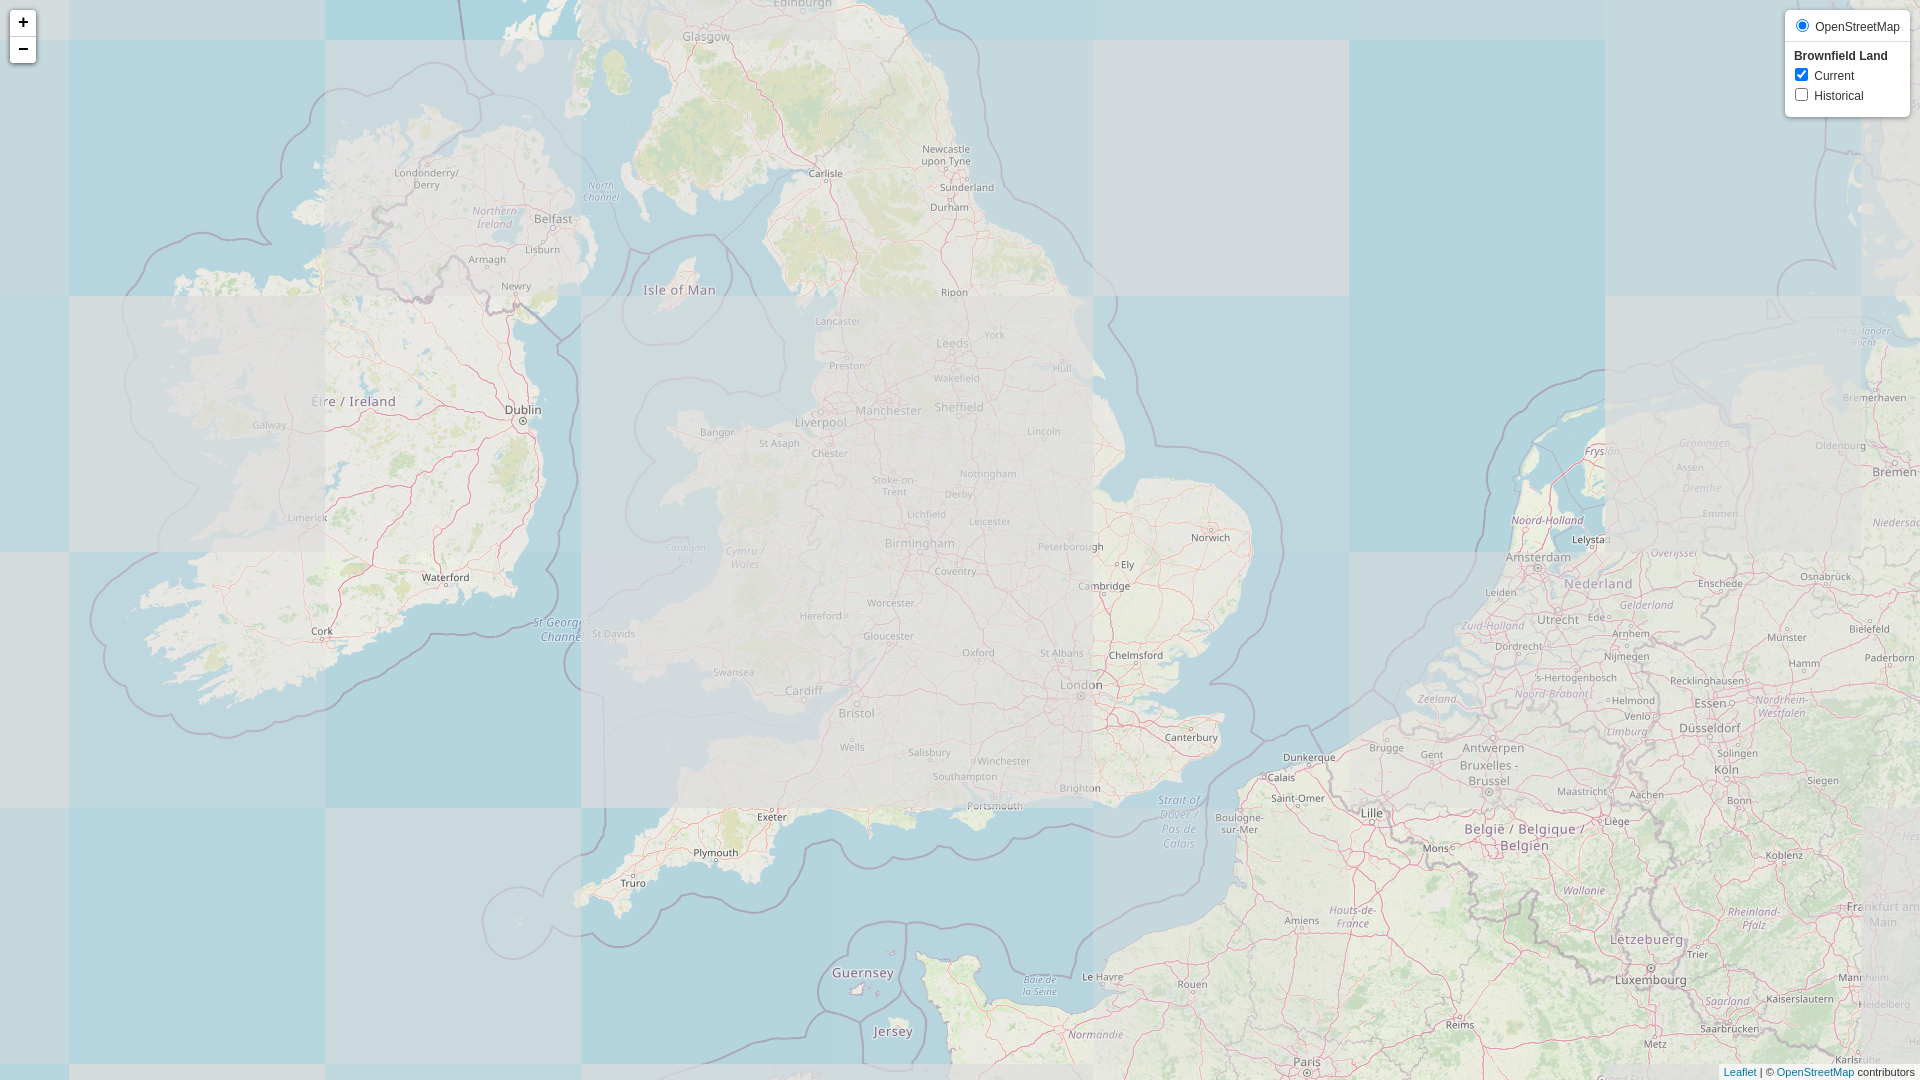 +
−
OpenStreetMap
Brownfield Land
Current
Historical
Edinburgh
Glasgow
Newcastle
upon Tyne
Londonderry/
Derry
Carlisle
North
Channel
Sunderland
Durham
Northern
Ireland
Belfast
Lisburn
Armagh
Newry
Isle of Man
Ripon
Lancaster
York
Leeds
Preston
Hull
Wakefield
Helgoländer
Bucht
Éire / Ireland
Dublin
Manchester
Sheffield
Liverpool
Bremerhaven
Galway
Bangor
St Asaph
Lincoln
Chester
Groningen
Oldenburg
Fryslân
Assen
Bremen
Nottingham
Stoke-on-
Trent
Derby
Drenthe
Limerick
Lichfield
Leicester
Emmen
Noord-Holland
Norwich
Birmingham
Peterborough
Lelystad
Cardigan
Bay
Cymru /
Wales
Overijssel
Amsterdam
Ely
Coventry
Waterford
Osnabrück
Nederland
Enschede
Cambridge
Leiden
Worcester
Gelderland
Hereford
Utrecht
Ede
St George's
Channel
Cork
St Davids
Gloucester
Zuid-Holland
Arnhem
Bielefeld
Münster
Oxford
St Albans
Chelmsford
Dordrecht
Nijmegen
Paderborn
Hamm
Swansea
Cardiff
London
's-Hertogenbosch
Recklinghausen
Zeeland
Noord-Brabant
Helmond
Essen
Nordrhein-
Westfalen
Bristol
Venlo
Canterbury
Düsseldorf
Limburg
Wells
Salisbury
Winchester
Brugge
Gent
Antwerpen
Solingen
Dunkerque
Bruxelles -
Brussel
Köln
Southampton
Calais
Siegen
Brighton
Maastricht
Aachen
Saint-Omer
Bonn
Portsmouth
Strait of
Dover /
Pas de
Calais
Exeter
Boulogne-
sur-Mer
Lille
Liège
België / Belgique /
Belgien
Mons
Plymouth
Koblenz
Truro
Wallonie
Hauts-de-
France
Frankfurt am
Main
Amiens
Rheinland-
Pfalz
Lëtzebuerg
Trier
Guernsey
Le Havre
Baie de
la Seine
Rouen
Luxembourg
Mannheim
Saarland
Kaiserslautern
Heidelberg
Jersey
Normandie
Reims
Saarbrücken
Metz
Paris
Karlsruhe
Leaflet | © OpenStreetMap contributors